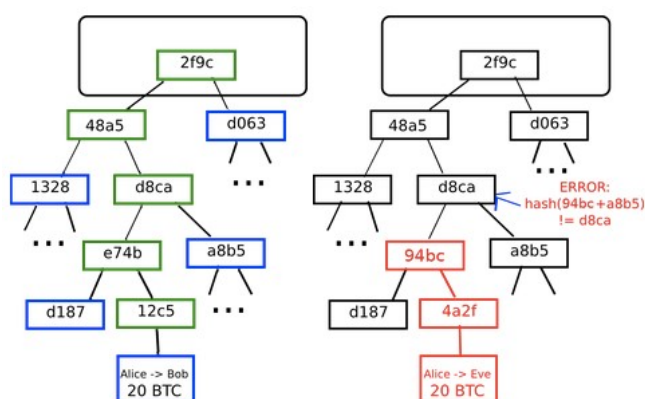 2f9c
48a5
d063
1328
d8ca
...
...
e74b
a8b5
d187
12c5
...
Alice -> Bob
20 BTC
2f9c
48a5
d063
...
1328
d8ca
ERROR:
hash(94bc+a8b5)
!= d8ca
...
94bc
a8b5
d187
4a2f
Alice -> Eve
20 BTC